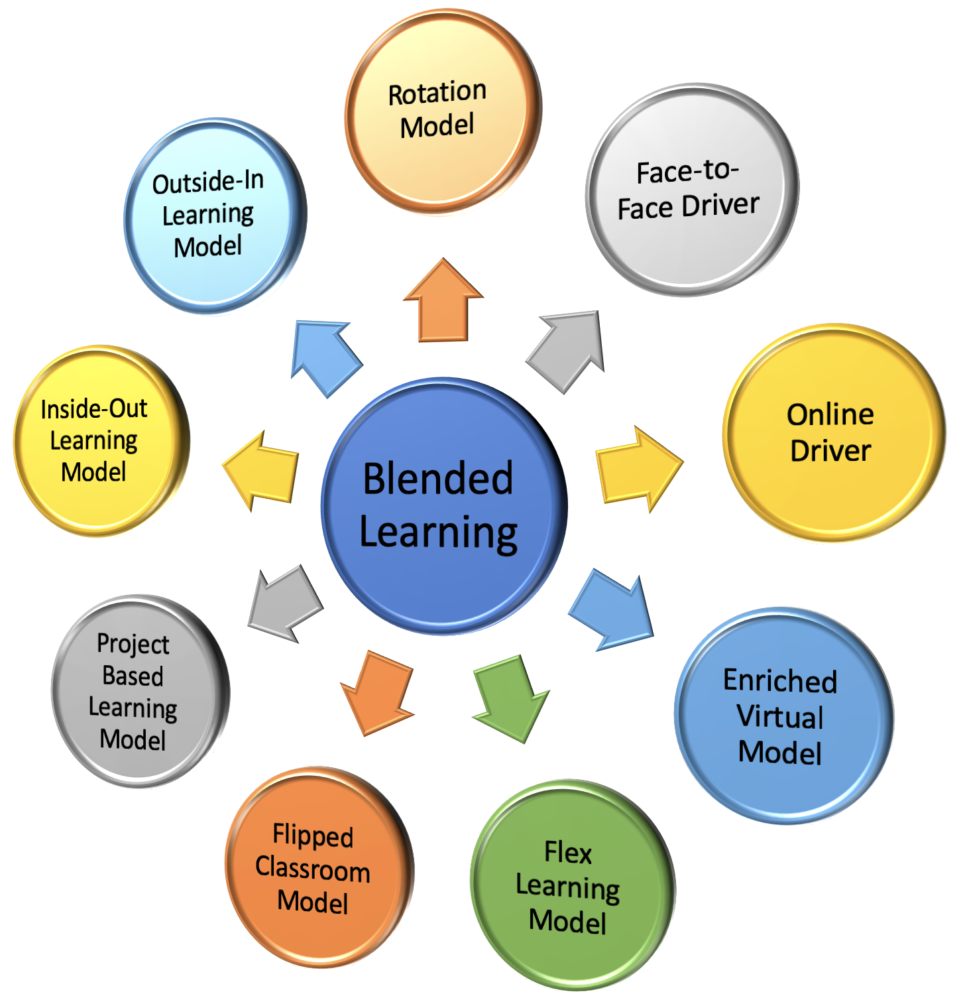 Rotation
Model
Face-to-
Face Driver
Online
Driver
Enriched
Virtual
Model
Flex
Learning
Model
Flipped
Classroom
Model
Project
Based
Learning
Model
Inside-Out
Learning
Model
Outside-In
Learning
Model
Blended
Learning